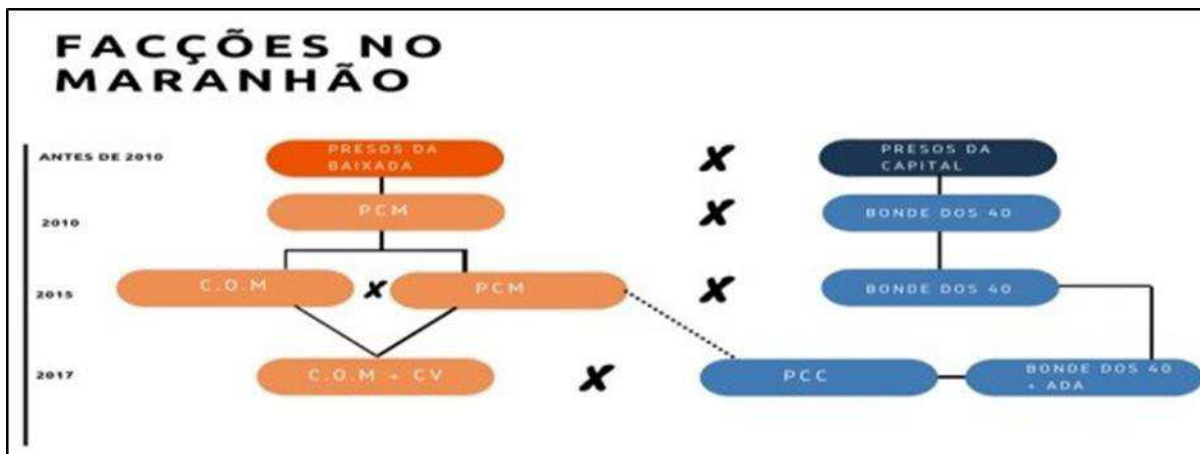 FACÇÕES NO
MARANHÃO
ANTES DE 2010
PRESOS DA
BAIXADA
X
PRESOS DA
CAPITAL
2010
PCM
X
BONDE DOS 40
2015
C.O.M
X
PCM
X
BONDE DOS 40
2017
C.O.M - CV
X
PCC
BONDE DOS 40
+ ADA